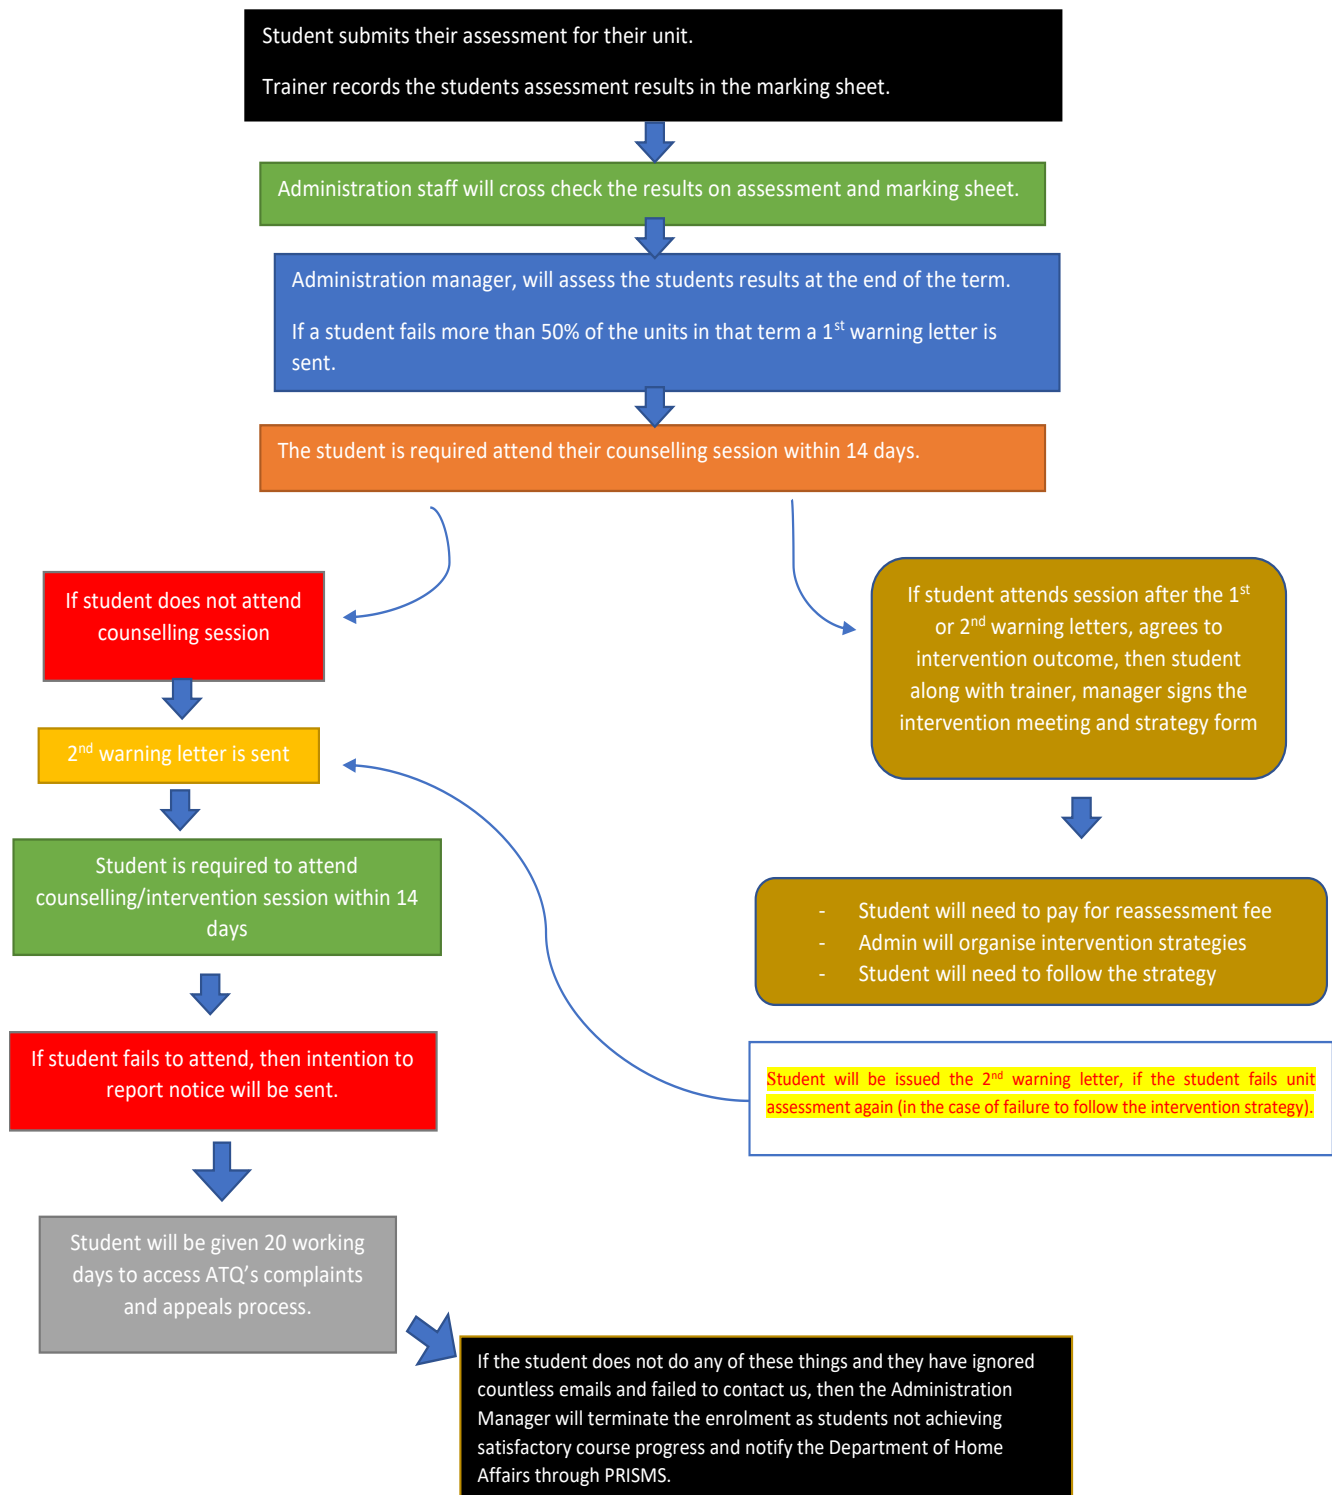 Student submits their assessment for their unit.
Trainer records the students assessment results in the marking sheet.
Administration staff will cross check the results on assessment and marking sheet.
Administration manager, will assess the students results at the end of the term.
If a student fails more than 50% of the units in that term a 1st warning letter is
sent.
The student is required attend their counselling session within 14 days.
If student does not attend
counselling session
2nd warning letter is sent
Student is required to attend
counselling/intervention session within 14
days
If student fails to attend, then intention to
report notice will be sent.
Student will be given 20 working
days to access ATQ’s complaints
and appeals process.
If student attends session after the 1st
or 2nd warning letters, agrees to
intervention outcome, then student
along with trainer, manager signs the
intervention meeting and strategy form
- Student will need to pay for reassessment fee
- Admin will organise intervention strategies
- Student will need to follow the strategy
Student will be issued the 2nd warning letter, if the student fails unit
assessment again (in the case of failure to follow the intervention strategy).
If the student does not do any of these things and they have ignored
countless emails and failed to contact us, then the Administration
Manager will terminate the enrolment as students not achieving
satisfactory course progress and notify the Department of Home
Affairs through PRISMS.